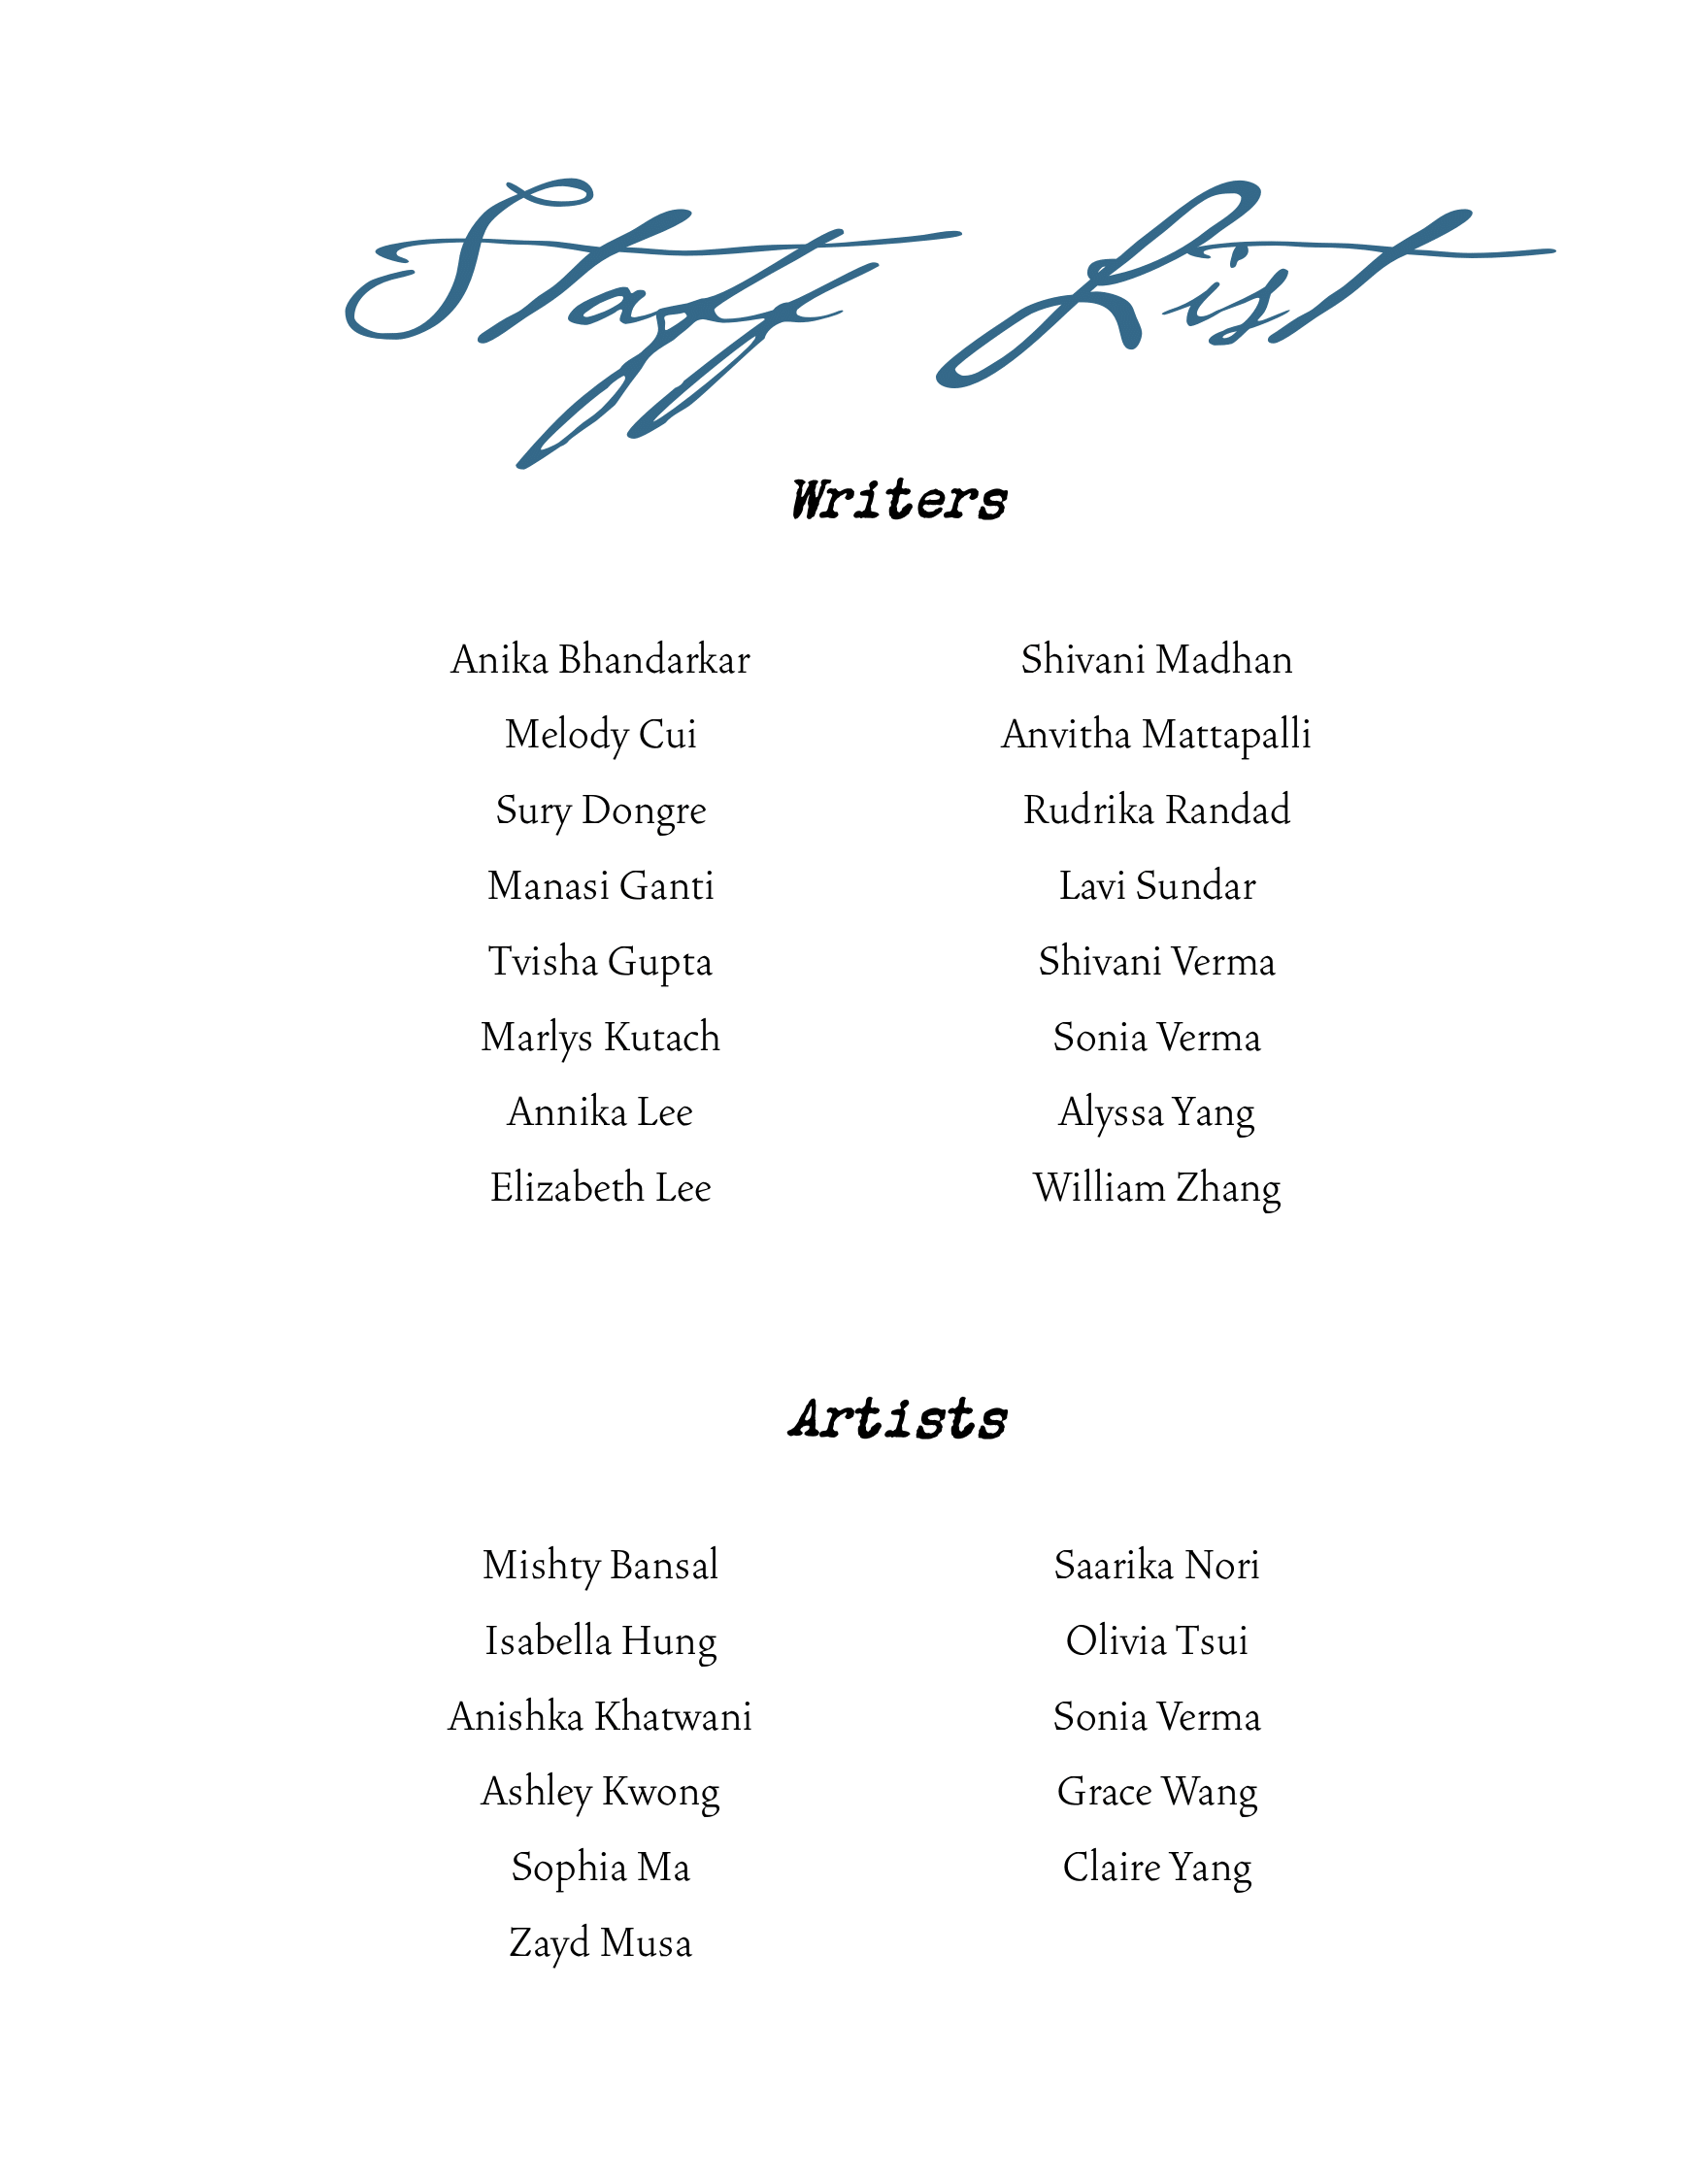 Staff List
Writers
Anika Bhandarkar
Melody Cui
Sury Dongre
Manasi Ganti
Tvisha Gupta
Marlys Kutach
Annika Lee
Elizabeth Lee
Shivani Madhan
Anvitha Mattapalli
Rudrika Randad
Lavi Sundar
Shivani Verma
Sonia Verma
Alyssa Yang
William Zhang
Artists
Mishty Bansal
Isabella Hung
Anishka Khatwani
Ashley Kwong
Sophia Ma
Zayd Musa
Saarika Nori
Olivia Tsui
Sonia Verma
Grace Wang
Claire Yang